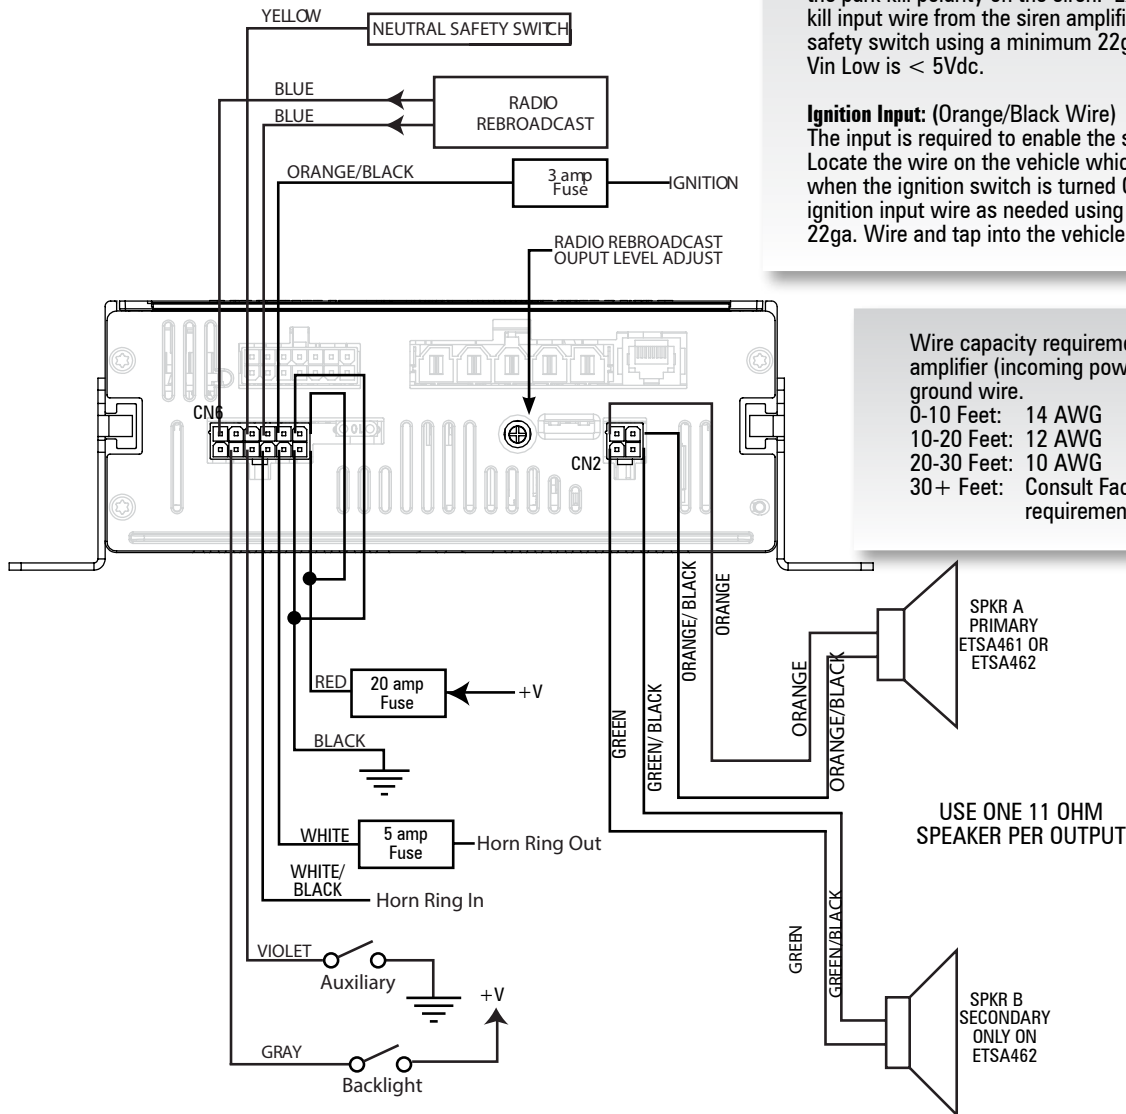 the park kill polarity on the siren.
kill input wire from the siren amplifi
safety switch using a minimum 22g
Vin Low is < 5Vdc.
Ignition Input: (Orange/Black Wire)
The input is required to enable the s
Locate the wire on the vehicle whic
when the ignition switch is turned
ignition input wire as needed using
22ga. Wire and tap into the vehicle
YELLOW
NEUTRAL SAFETY SWITCH
BLUE
BLUE
RADIO
REBROADCAST
ORANGE/BLACK
3 amp
Fuse
IGNITION
RADIO REBROADCAST
OUPUT LEVEL ADJUST
Wire capacity requireme
amplifier (incoming pow
ground wire.
0-10 Feet: 14 AWG
10-20 Feet: 12 AWG
20-30 Feet: 10 AWG
30+ Feet: Consult Fac
requiremen
CN6
CN2
ORANGE/ BLACK
ORANGE
SPKR A
PRIMARY
ETSA461 OR
ETSA462
RED
20 amp
Fuse
+V
GREEN
GREEN/ BLACK
ORANGE
ORANGE/BLACK
BLACK
USE ONE 11 OHM
SPEAKER PER OUTPUT
WHITE
5 amp
Fuse
Horn Ring Out
WHITE/
BLACK
Horn Ring In
VIOLET
Auxiliary
GREEN
GREEN/BLACK
+V
SPKR B
SECONDARY
ONLY ON
ETSA462
GRAY
Backlight